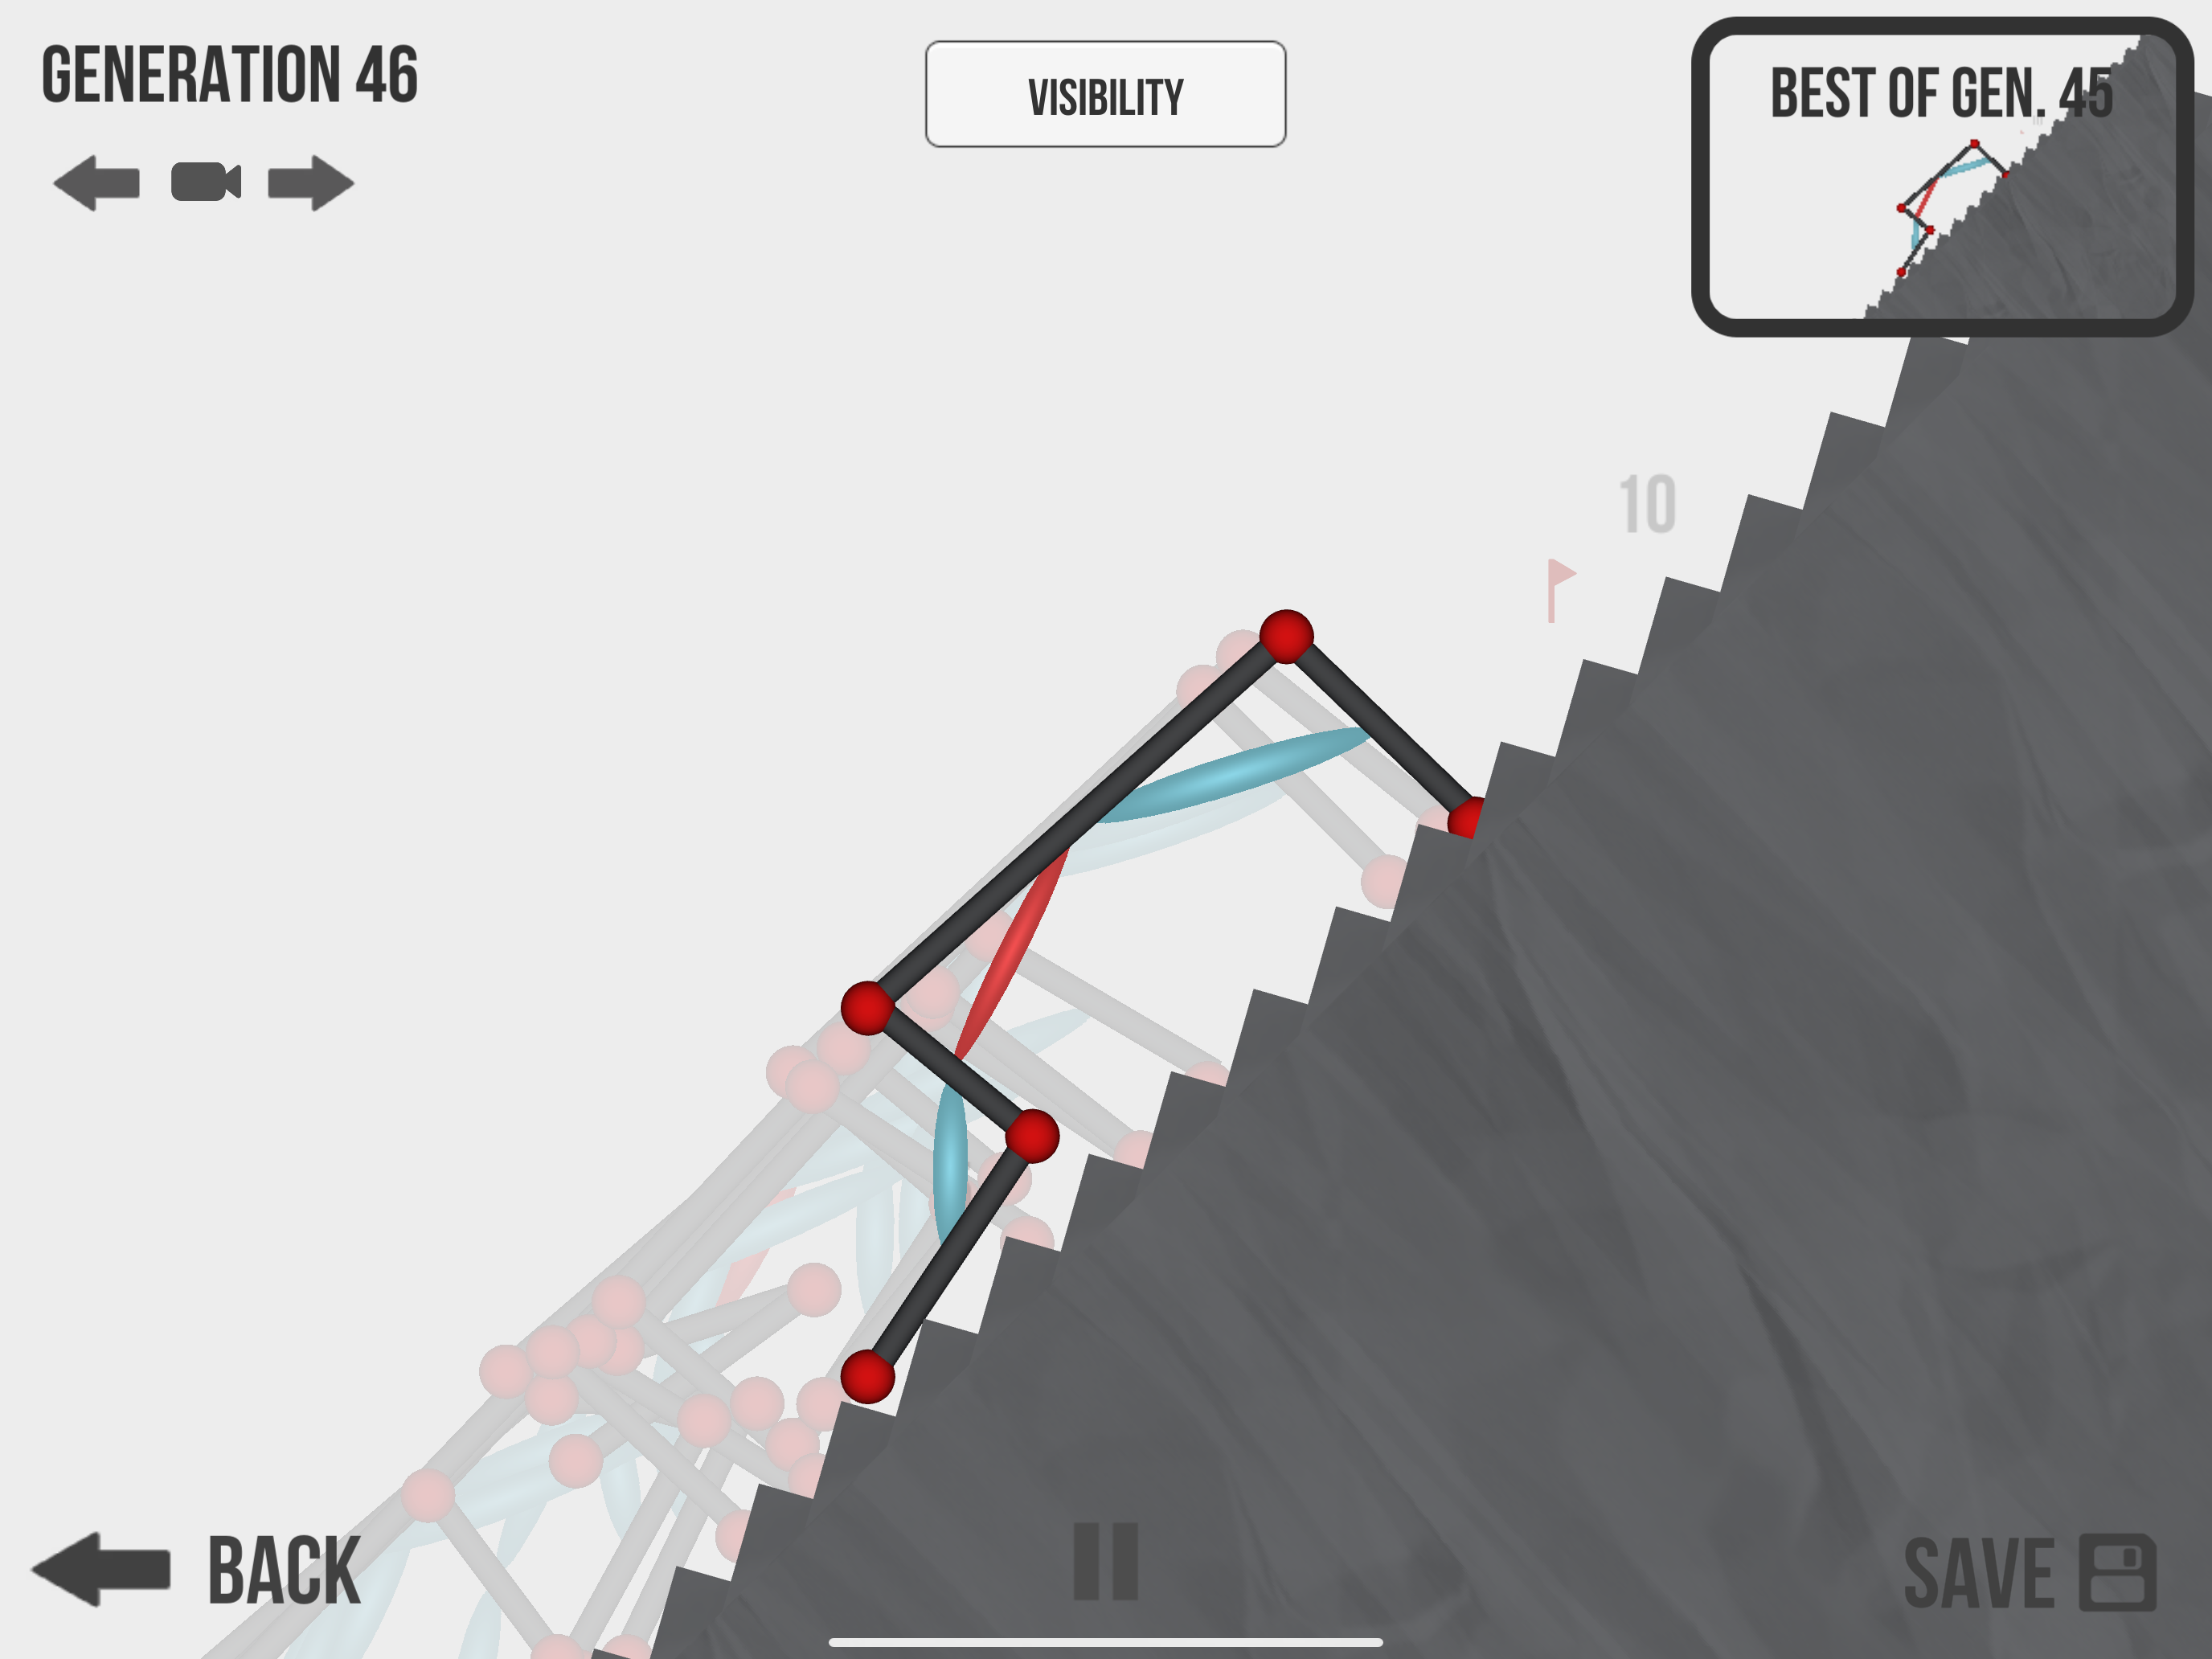 GENERATION 46
VISIBILITY
BEST OF GEN. 45
10
BACK
SAVE